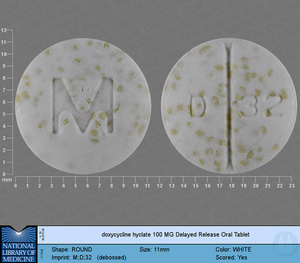 12
11
10
9
8
7
6
5
4
3
2
1
0
mm
M
D 32
0 1 2 3 4 5 6 7 8 9 10 11 12 13 14 15 16 17 18 19 20 21 22 23
NATIONAL
LIBRARY OF
MEDICINE
doxycycline hyclate 100 MG Delayed Release Oral Tablet
Shape: ROUND Size: 11mm Color: WHITE
Imprint: M;D;32 (debossed) Scored: Yes